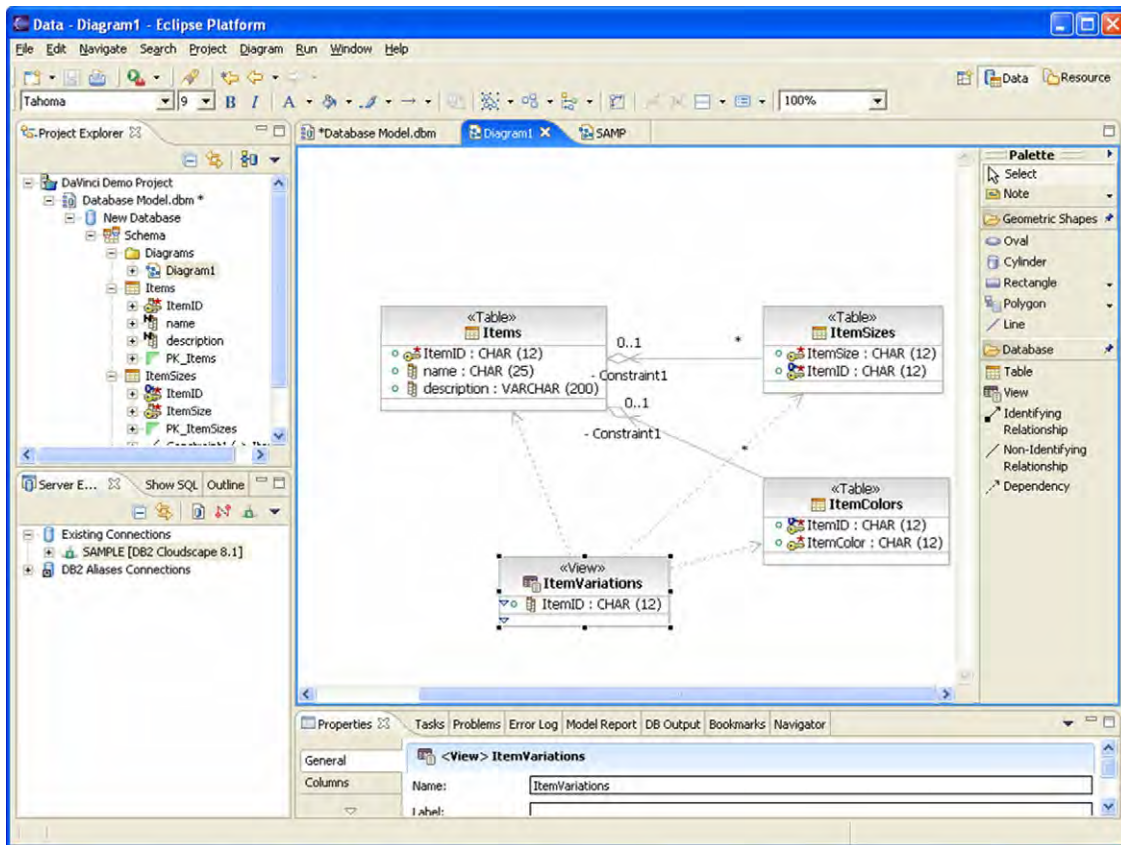 Data - Diagram1 - Eclipse Platform
File Edit Navigate Search Project Diagram Run Window Help
Data Resource
Tahoma 9 B I A 100%
Project Explorer
DaVinci Demo Project
Database Model.dbm *
New Database
Schema
Diagrams
Diagram1
Items
ItemID
name
description
PK_Items
ItemSizes
ItemID
ItemSize
PK_ItemSizes
Server E... Show SQL Outline
Existing Connections
SAMPLE [DB2 Cloudscape 8.1]
DB2 Aliases Connections
*Database Model.dbm Diagram1 SAMP
«Table»
Items
ItemID : CHAR (12)
name : CHAR (25)
description : VARCHAR (200)
0..1 *
- Constraint1
0..1
- Constraint1
*
«Table»
ItemSizes
ItemSize : CHAR (12)
ItemID : CHAR (12)
«Table»
ItemColors
ItemID : CHAR (12)
ItemColor : CHAR (12)
«View»
ItemVariations
ItemID : CHAR (12)
Palette
Select
Note
Geometric Shapes
Oval
Cylinder
Rectangle
Polygon
Line
Database
Table
View
Identifying
Relationship
Non-Identifying
Relationship
Dependency
Properties Tasks Problems Error Log Model Report DB Output Bookmarks Navigator
General
Columns
<View> ItemVariations
Name: ItemVariations
Label: